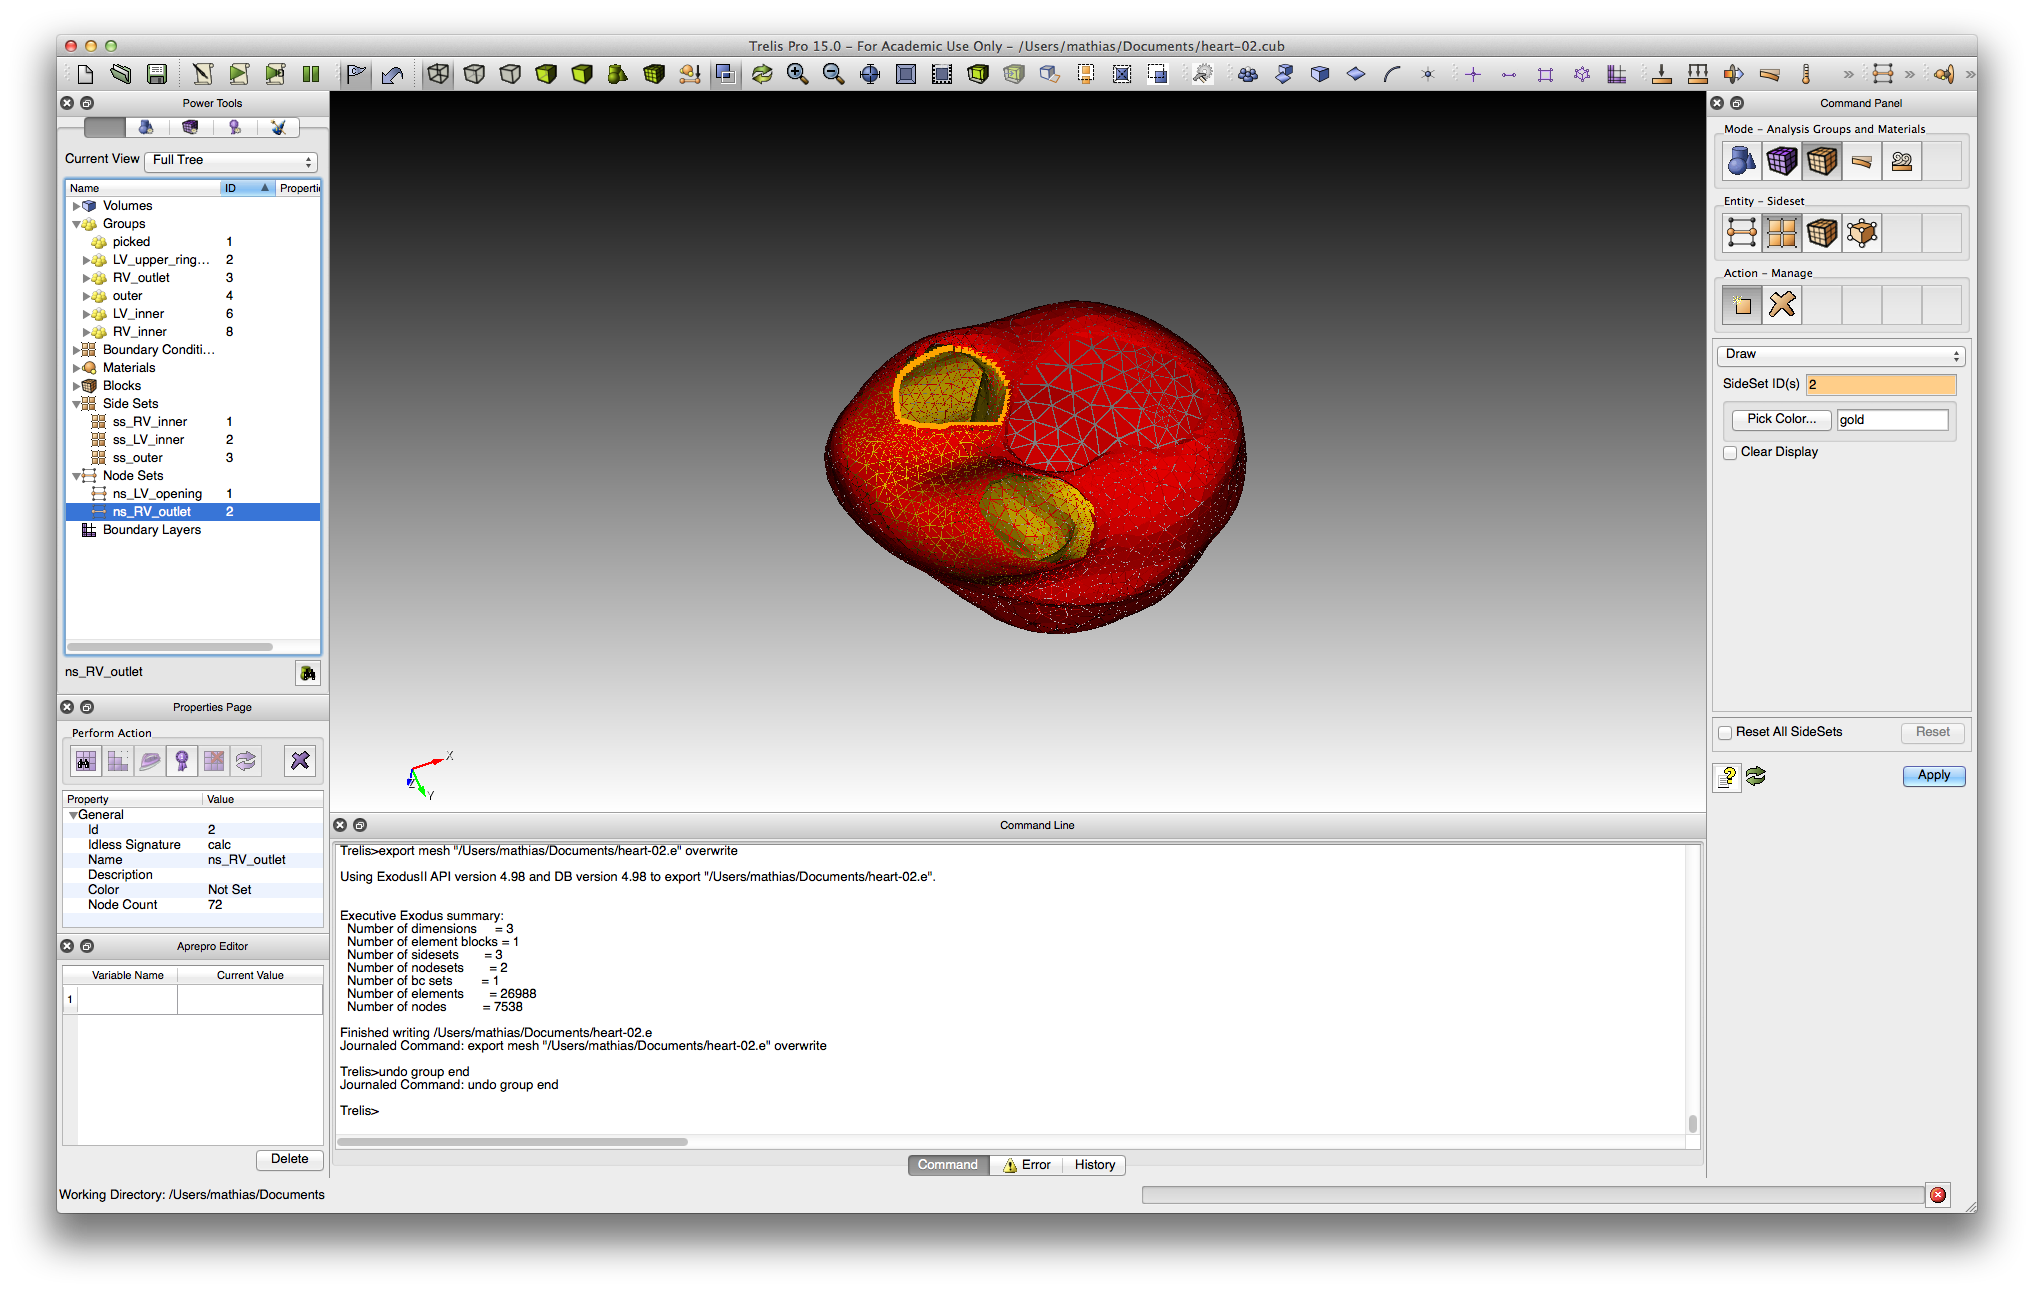 Trelis Pro 15.0 – For Academic Use Only – /Users/mathias/Documents/heart-02.cub
Power Tools
Current View Full Tree
Name ID Properti
Volumes
Groups
picked 1
LV_upper_ring... 2
RV_outlet 3
outer 4
LV_inner 6
RV_inner 8
Boundary Conditi...
Materials
Blocks
Side Sets
ss_RV_inner 1
ss_LV_inner 2
ss_outer 3
Node Sets
ns_LV_opening 1
ns_RV_outlet 2
Boundary Layers
ns_RV_outlet
Properties Page
Perform Action
Property Value
General
Id 2
Idless Signature calc
Name ns_RV_outlet
Description
Color Not Set
Node Count 72
Aprepro Editor
Variable Name Current Value
1
Delete
Working Directory: /Users/mathias/Documents
X
Y
Z
Command Line
Trelis>export mesh "/Users/mathias/Documents/heart-02.e" overwrite
Using ExodusII API version 4.98 and DB version 4.98 to export "/Users/mathias/Documents/heart-02.e".
Executive Exodus summary:
Number of dimensions = 3
Number of element blocks = 1
Number of sidesets = 3
Number of nodesets = 2
Number of bc sets = 1
Number of elements = 26988
Number of nodes = 7538
Finished writing /Users/mathias/Documents/heart-02.e
Journaled Command: export mesh "/Users/mathias/Documents/heart-02.e" overwrite
Trelis>undo group end
Journaled Command: undo group end
Trelis>
Command Error History
Command Panel
Mode – Analysis Groups and Materials
Entity – Sideset
Action – Manage
Draw
SideSet ID(s) 2
Pick Color... gold
Clear Display
Reset All SideSets Reset
Apply